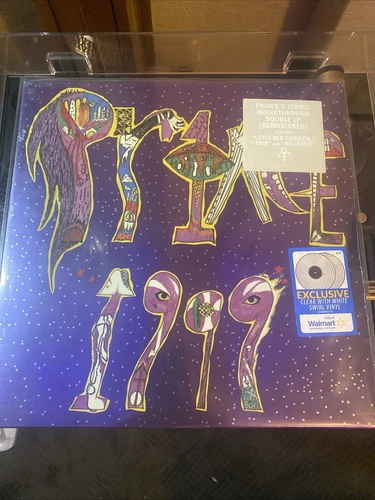 PRINCE
PRINCE'S ICONIC
BREAKTHROUGH
DOUBLE LP
(REMASTERED)
"LITTLE RED CORVETTE,"
"1999" AND "DELIRIOUS"
EXCLUSIVE
CLEAR WITH WHITE
SWIRL VINYL
Walmart
1999